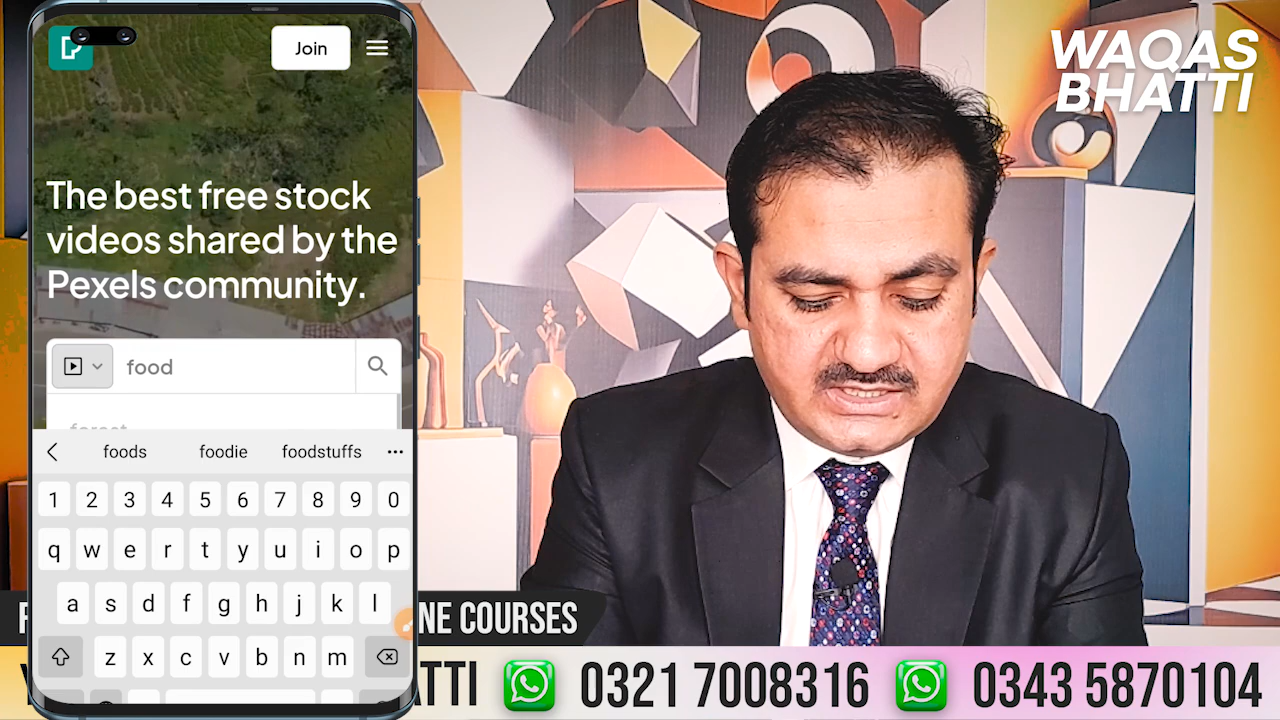 Join
The best free stock
videos shared by the
Pexels community.
food
foods foodie foodstuffs ...
1 2 3 4 5 6 7 8 9 0
q w e r t y u i o p
a s d f g h j k l
z x c v b n m
WAQAS
BHATTI
NE COURSES
ATTI 0321 7008316 0343 5870104